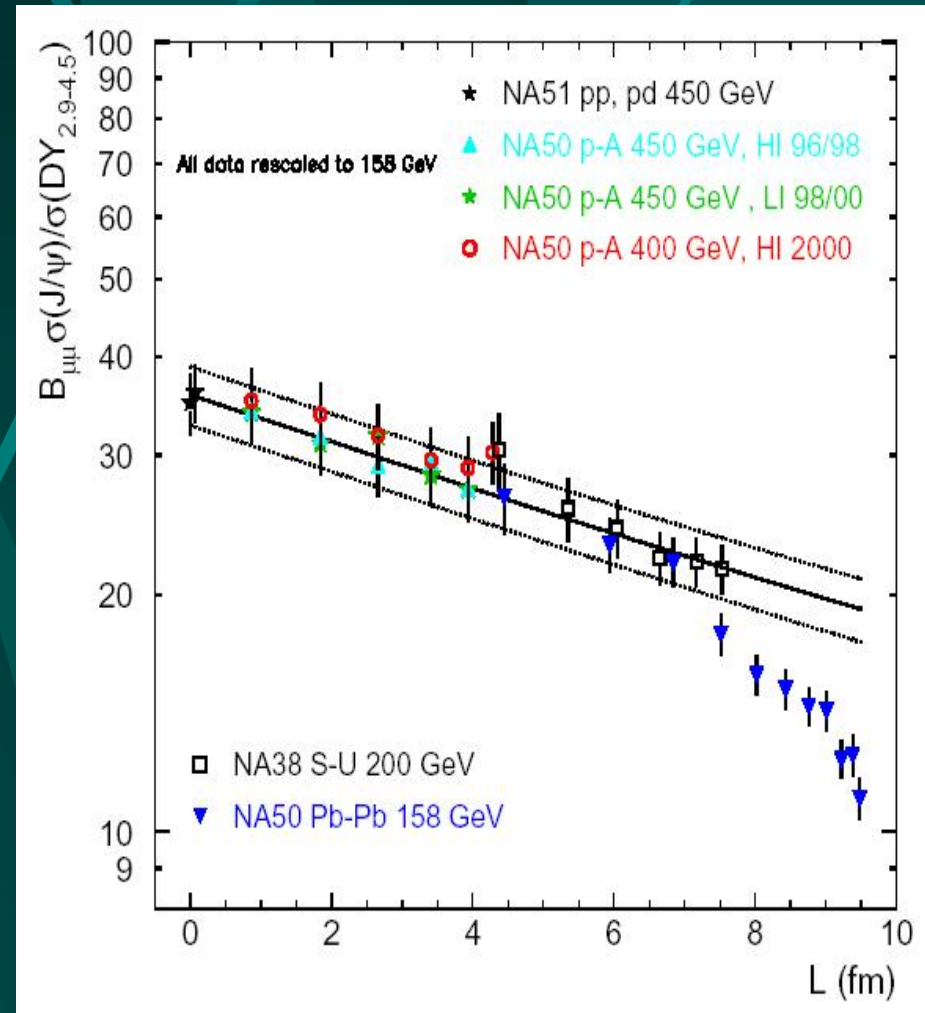 100
90
80
70
60
50
40
30
20
10
9
B_μμσ(J/ψ)/σ(DY_2.9-4.5)
NA51 pp, pd 450 GeV
NA50 p-A 450 GeV, HI 96/98
All data rescaled to 158 GeV
NA50 p-A 450 GeV , LI 98/00
NA50 p-A 400 GeV, HI 2000
NA38 S-U 200 GeV
NA50 Pb-Pb 158 GeV
0 2 4 6 8 10
L (fm)